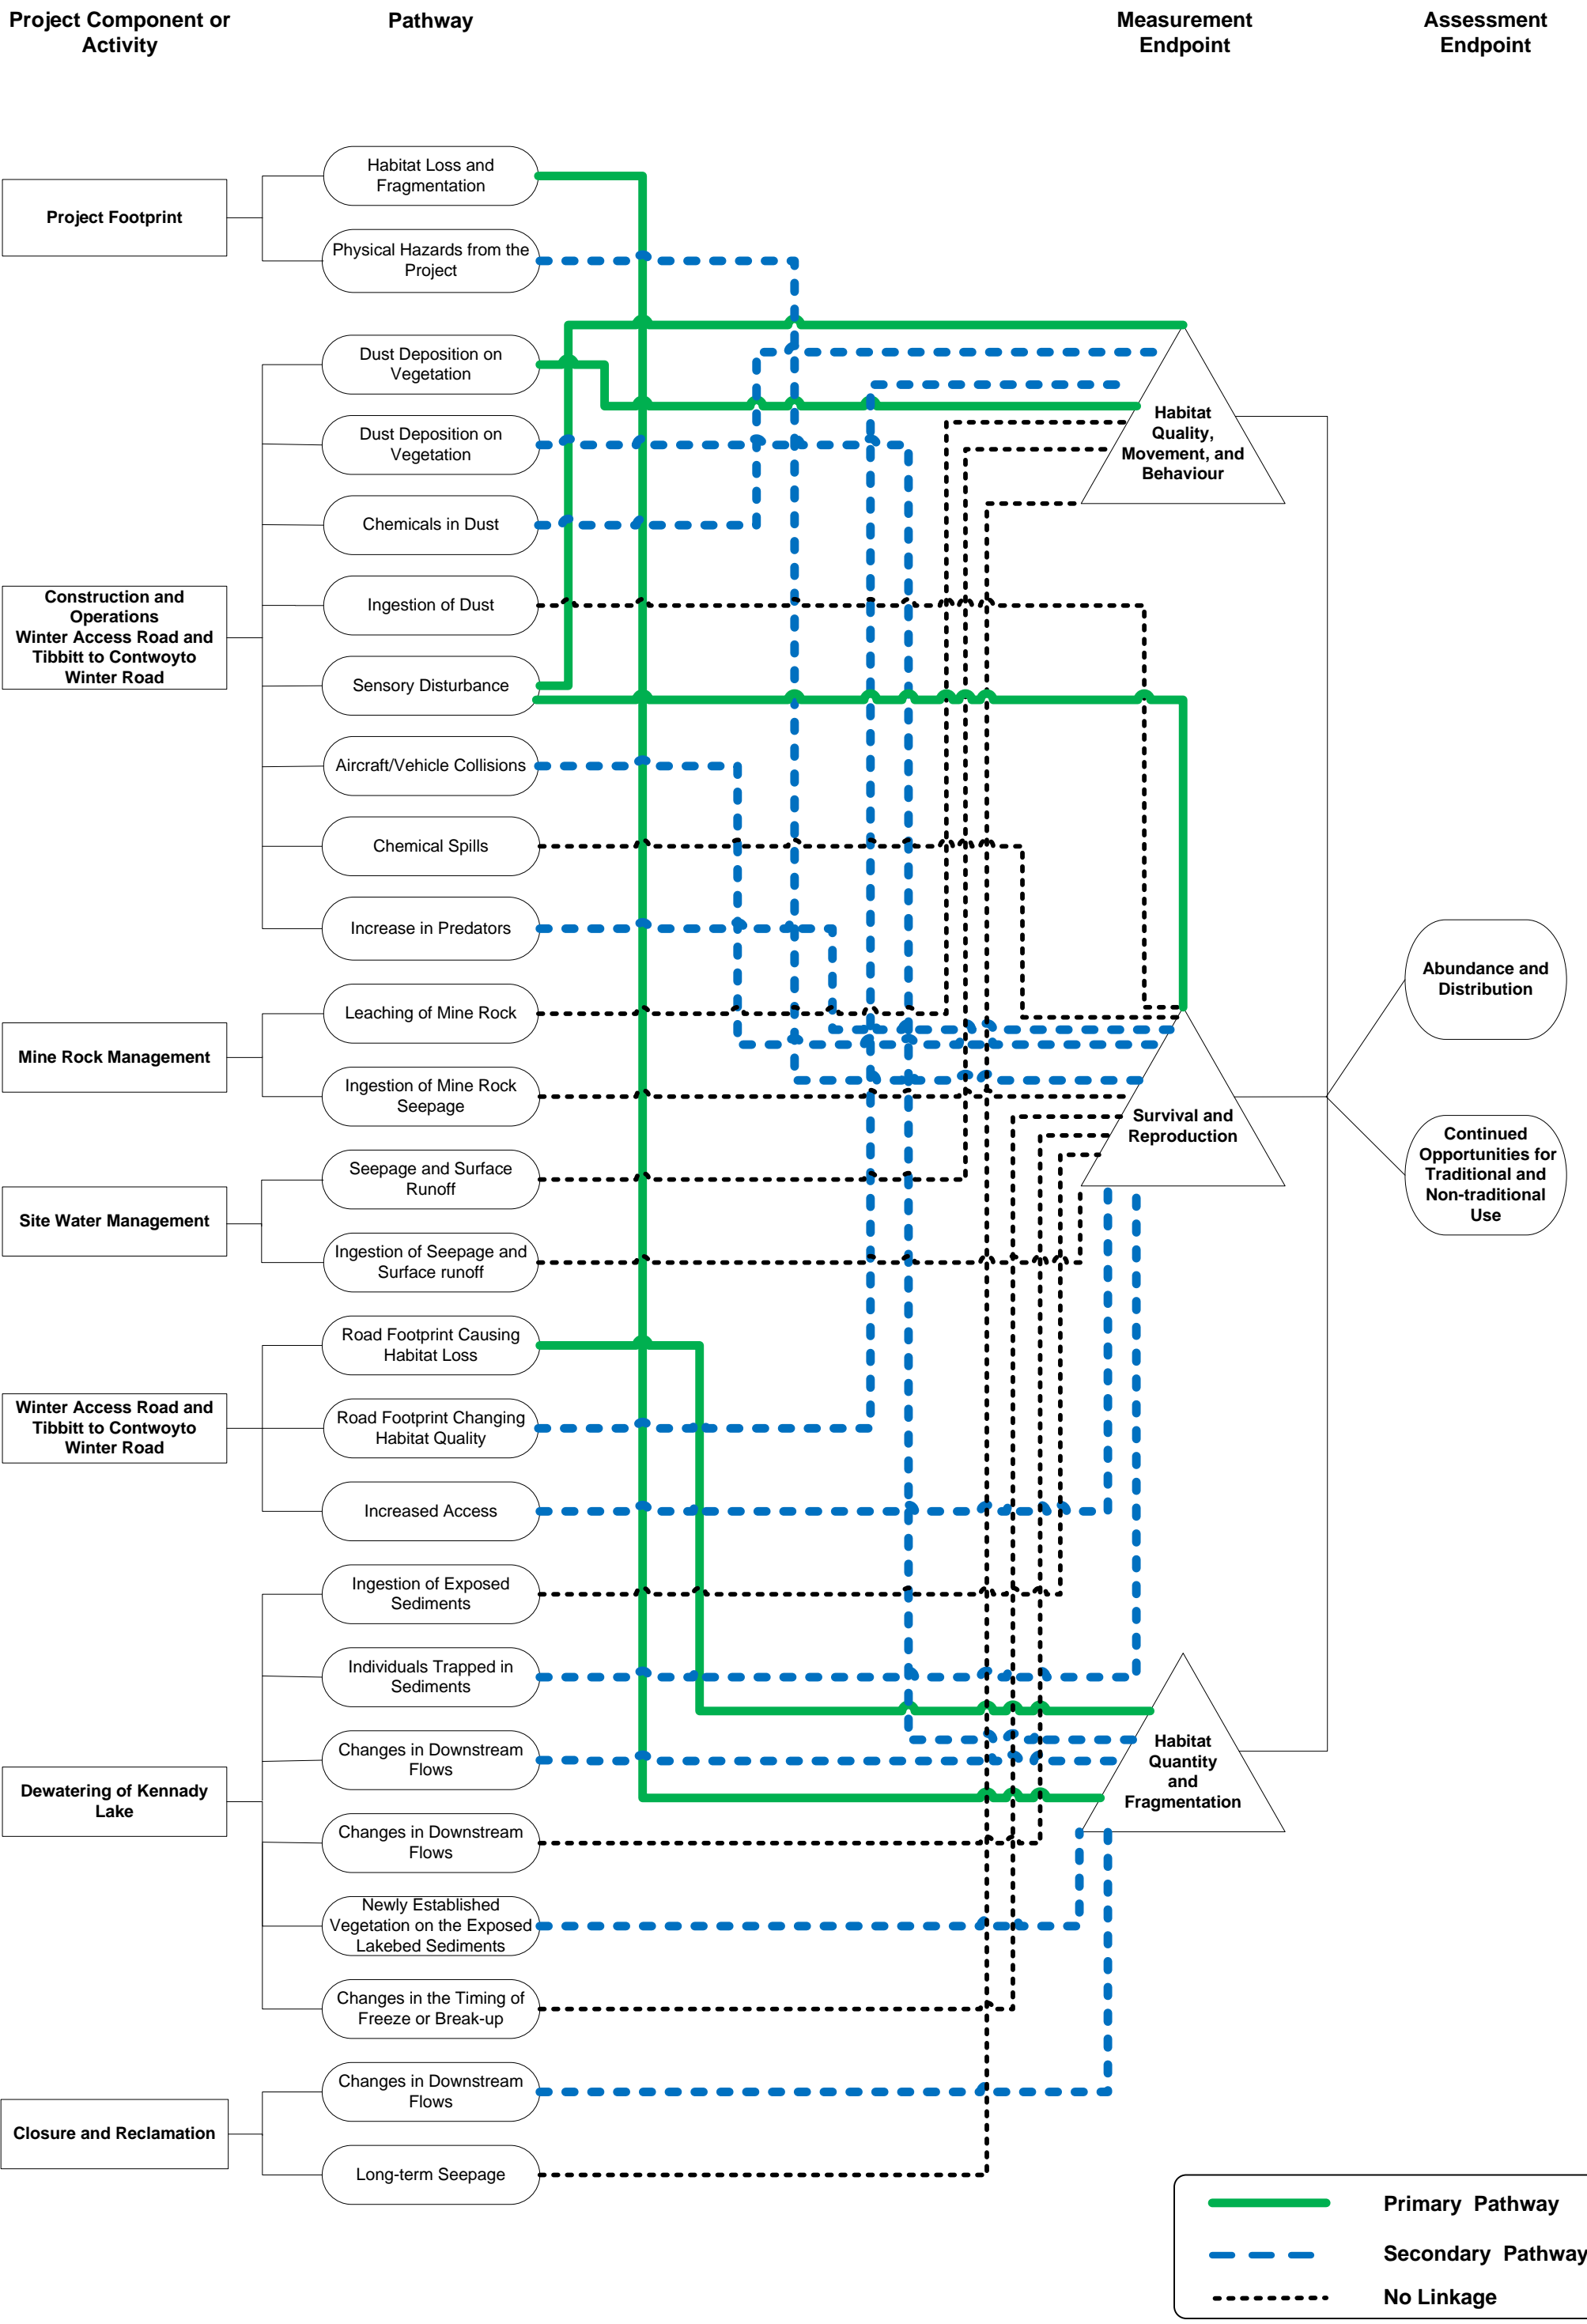 Project Component or
Activity
Pathway
Measurement
Endpoint
Assessment
Endpoint
Project Footprint
Habitat Loss and
Fragmentation
Physical Hazards from the
Project
Construction and
Operations
Winter Access Road and
Tibbitt to Contwoyto
Winter Road
Dust Deposition on
Vegetation
Dust Deposition on
Vegetation
Chemicals in Dust
Ingestion of Dust
Sensory Disturbance
Aircraft/Vehicle Collisions
Chemical Spills
Increase in Predators
Mine Rock Management
Leaching of Mine Rock
Ingestion of Mine Rock
Seepage
Site Water Management
Seepage and Surface
Runoff
Ingestion of Seepage and
Surface runoff
Winter Access Road and
Tibbitt to Contwoyto
Winter Road
Road Footprint Causing
Habitat Loss
Road Footprint Changing
Habitat Quality
Increased Access
Dewatering of Kennady
Lake
Ingestion of Exposed
Sediments
Individuals Trapped in
Sediments
Changes in Downstream
Flows
Changes in Downstream
Flows
Newly Established
Vegetation on the Exposed
Lakebed Sediments
Changes in the Timing of
Freeze or Break-up
Closure and Reclamation
Changes in Downstream
Flows
Long-term Seepage
Habitat
Quality,
Movement, and
Behaviour
Survival and
Reproduction
Habitat
Quantity
and
Fragmentation
Abundance and
Distribution
Continued
Opportunities for
Traditional and
Non-traditional
Use
Primary Pathway
Secondary Pathway
No Linkage